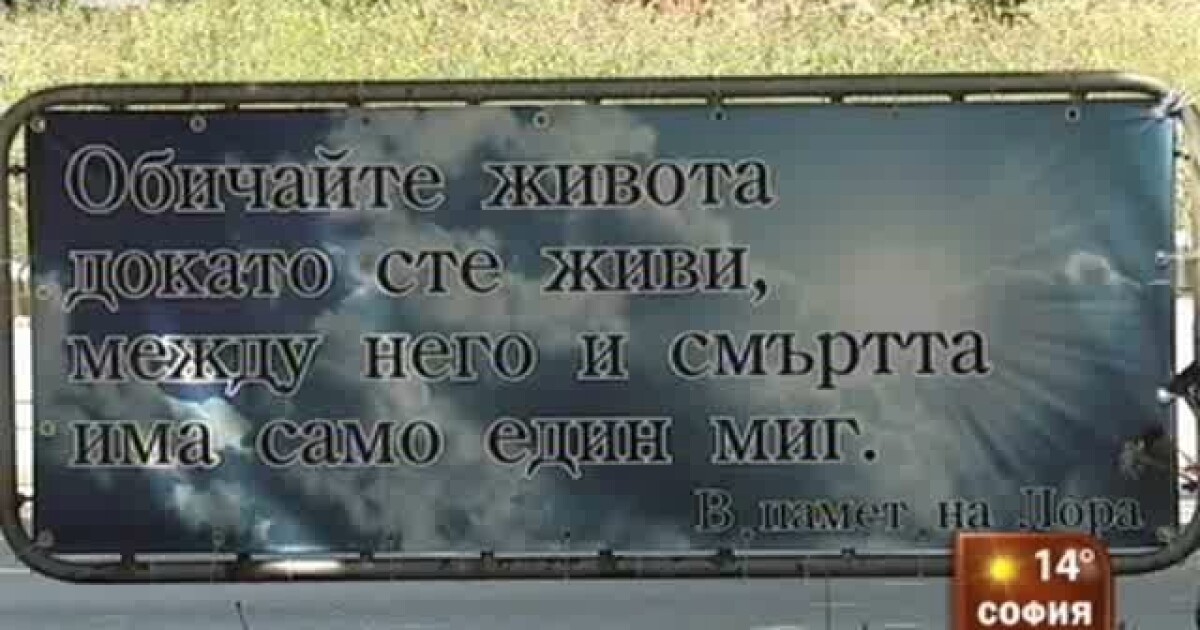 Обичайте живота
докато сте живи,
между него и смъртта
има само един миг.
В памет на Лора
14°
СОФИЯ